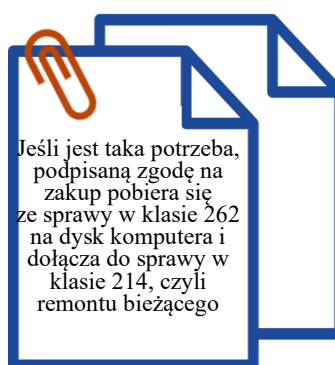 Jeśli jest taka potrzeba,
podpisaną zgodę na
zakup pobiera się
ze sprawy w klasie 262
na dysk komputera i
dołącza do sprawy w
klasie 214, czyli
remontu bieżącego